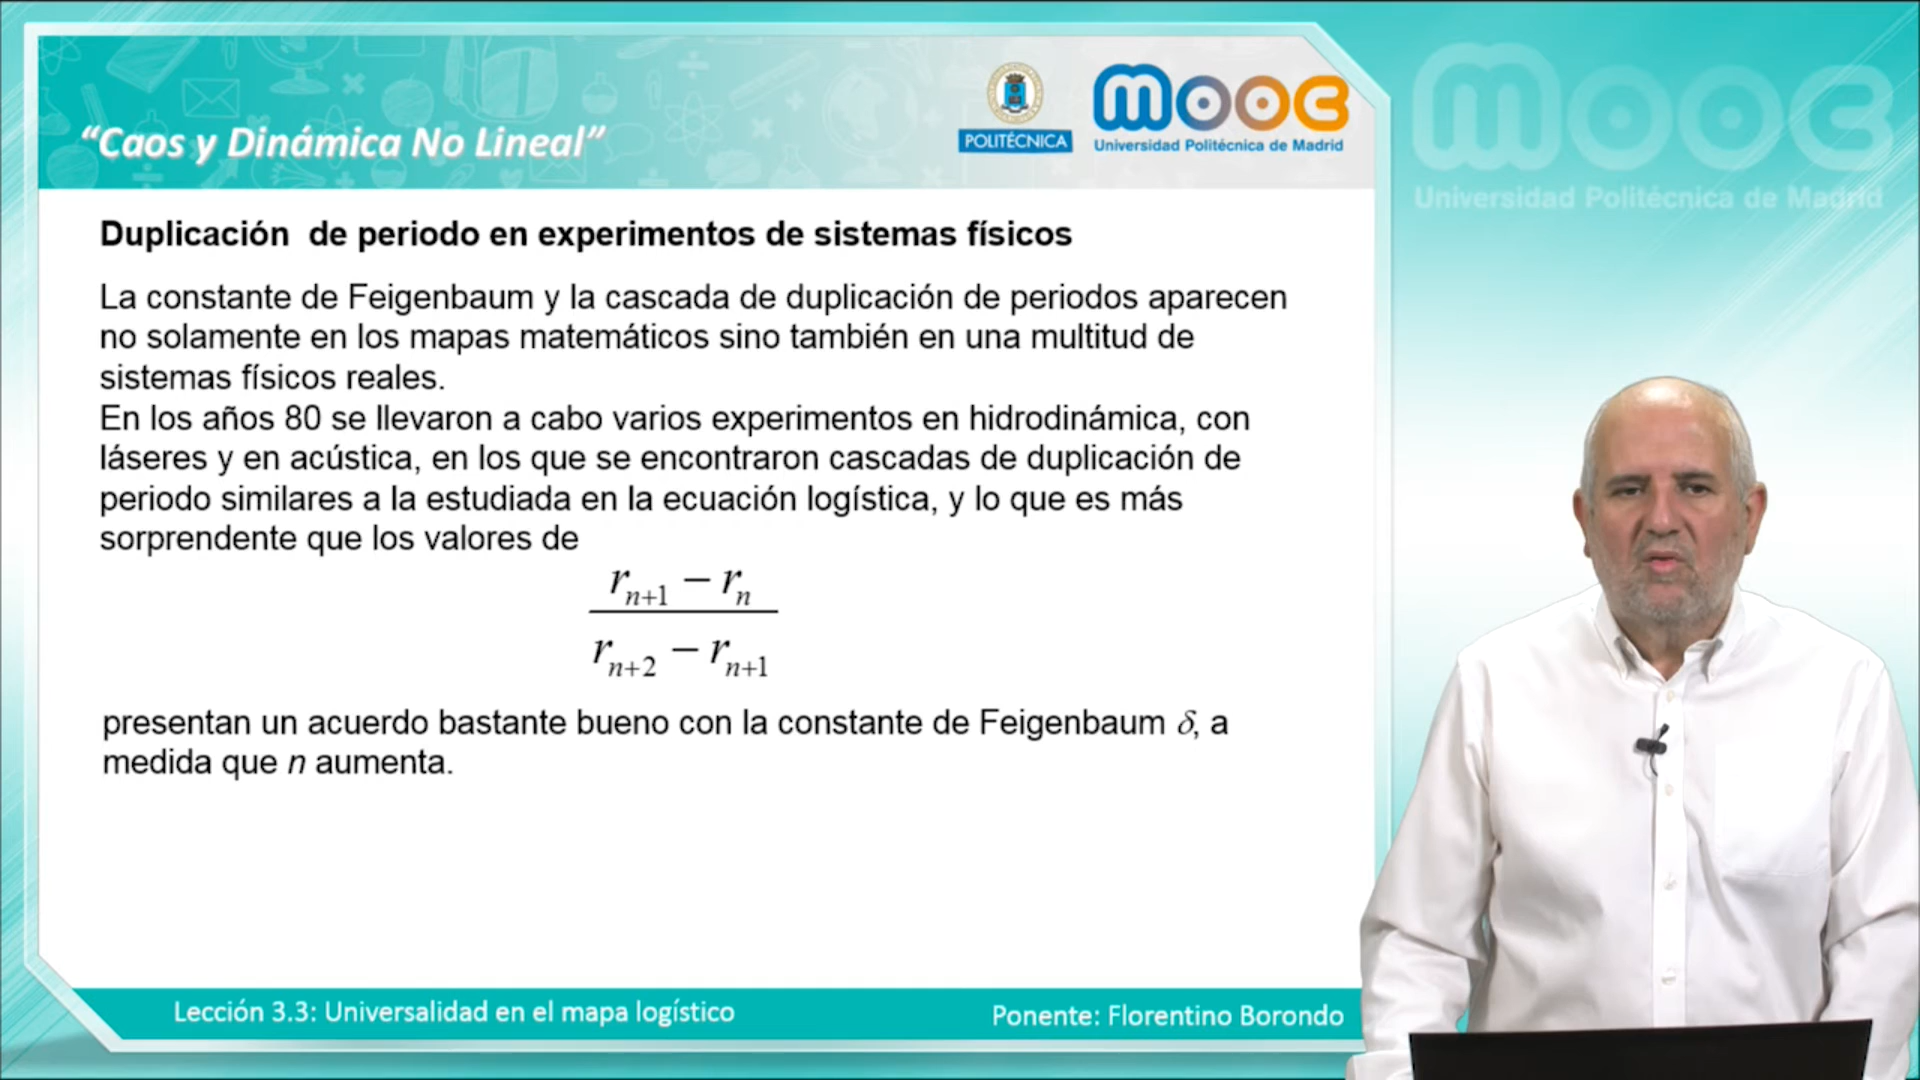 “Caos y Dinámica No Lineal”
POLITÉCNICA
mooc
Universidad Politécnica de Madrid
mooc
Universidad Politécnica de Madrid
Duplicación de periodo en experimentos de sistemas físicos
La constante de Feigenbaum y la cascada de duplicación de periodos aparecen
no solamente en los mapas matemáticos sino también en una multitud de
sistemas físicos reales.
En los años 80 se llevaron a cabo varios experimentos en hidrodinámica, con
láseres y en acústica, en los que se encontraron cascadas de duplicación de
periodo similares a la estudiada en la ecuación logística, y lo que es más
sorprendente que los valores de
r_{n+1} − r_n
r_{n+2} − r_{n+1}
presentan un acuerdo bastante bueno con la constante de Feigenbaum δ, a
medida que n aumenta.
Lección 3.3: Universalidad en el mapa logístico
Ponente: Florentino Borondo